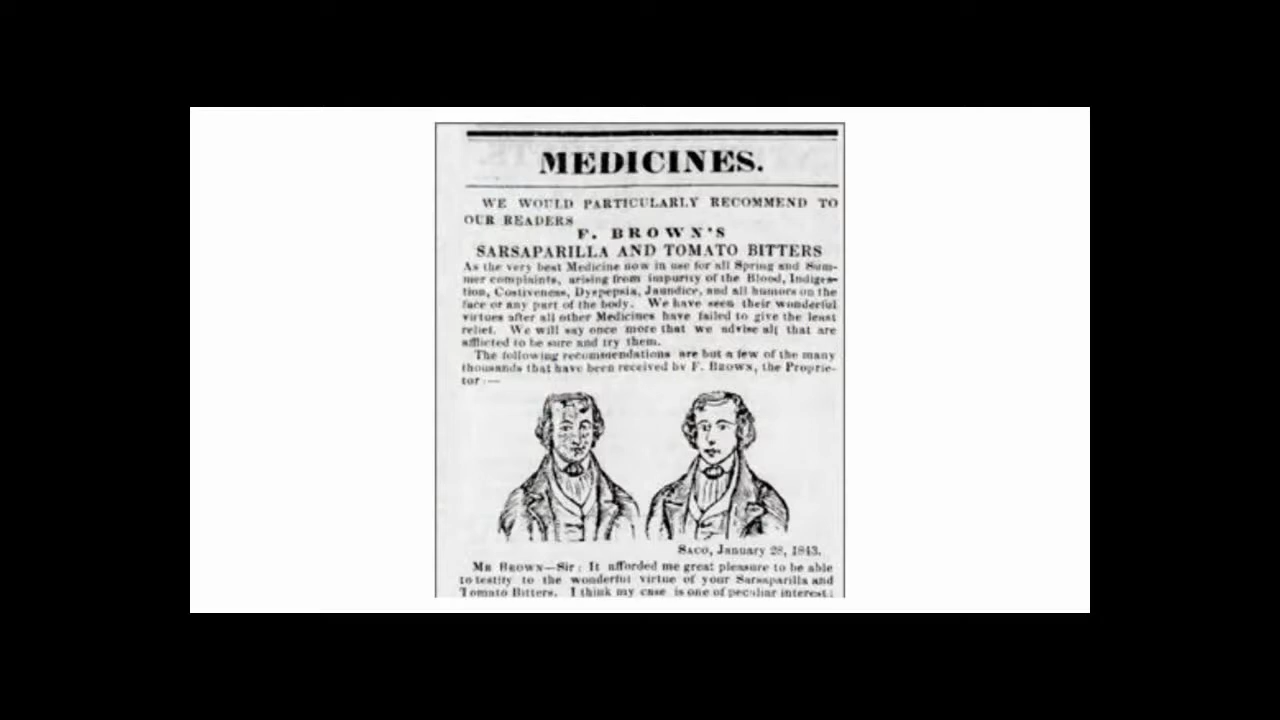 MEDICINES.
WE WOULD PARTICULARLY RECOMMEND TO
OUR READERS
F. BROWN'S
SARSAPARILLA AND TOMATO BITTERS
As the very best Medicine now in use for all Spring and Sum-
mer complaints, arising from impurity of the Blood, Indiges-
tion, Costiveness, Dyspepsia, Jaundice, and all humors on the
face or any part of the body. We have seen their wonderful
virtues after all other Medicines have failed to give the least
relief. We will say once more that we advise all that are
afflicted to be sure and try them.
The following recommendations are but a few of the many
thousands that have been received by F. BROWN, the Proprie-
tor:—
SACO, January 28, 1843.
MR BROWN—Sir: It afforded me great pleasure to be able
to testify to the wonderful virtue of your Sarsaparilla and
Tomato Bitters. I think my case is one of peculiar interest;